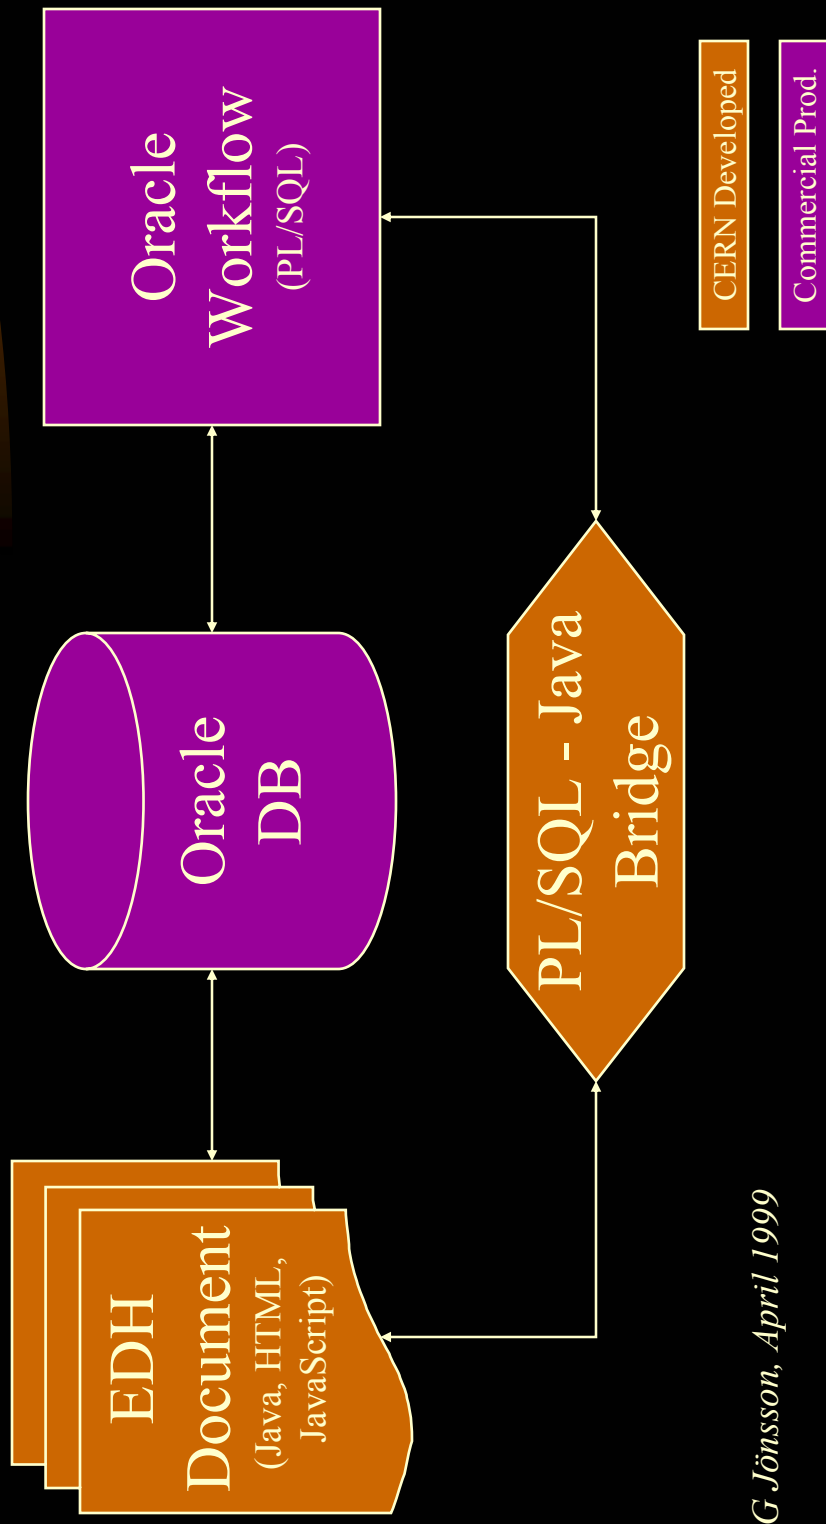 EDH
Document
(Java, HTML,
JavaScript)
Oracle
DB
Oracle
Workflow
(PL/SQL)
PL/SQL - Java
Bridge
CERN Developed
Commercial Prod.
G Jönsson, April 1999